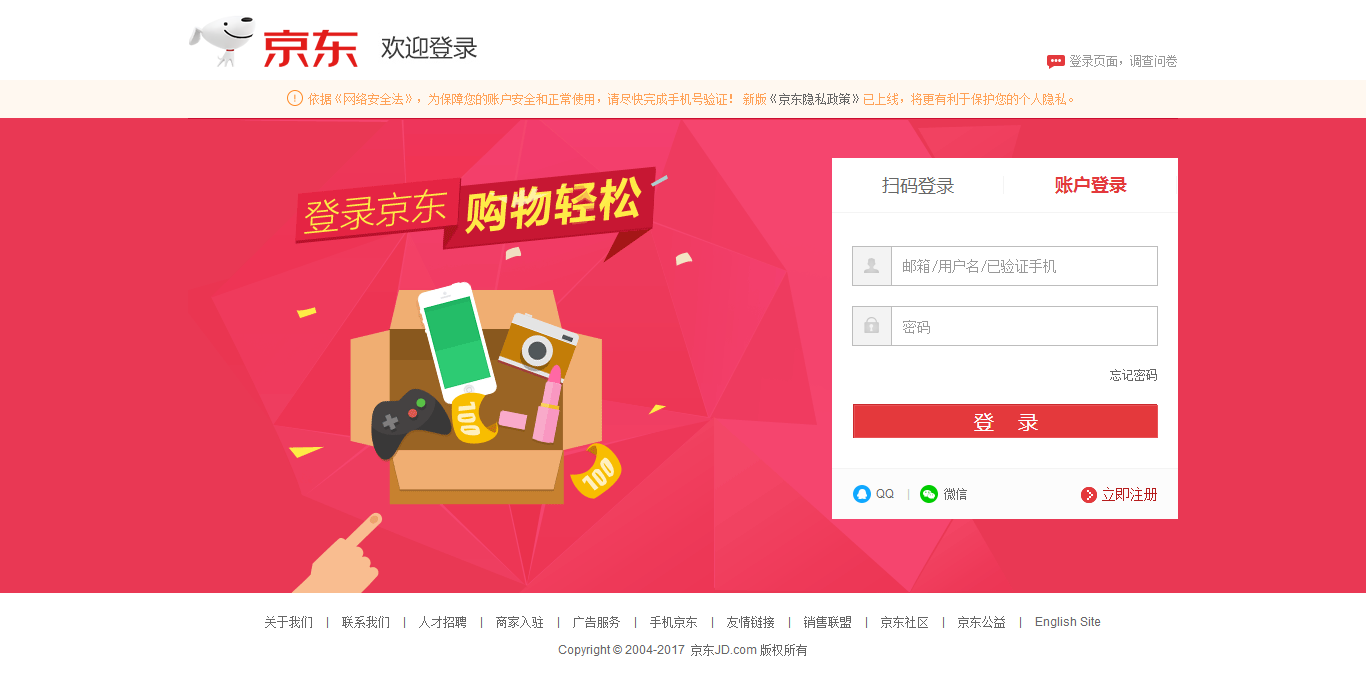 京东 欢迎登录
登录页面，调查问卷
依据《网络安全法》，为保障您的账户安全和正常使用，请尽快完成手机号验证！ 新版《京东隐私政策》已上线，将更有利于保护您的个人隐私。
登录京东 购物轻松
扫码登录 账户登录
邮箱/用户名/已验证手机
密码
忘记密码
登 录
100
100
QQ | 微信 立即注册
关于我们 | 联系我们 | 人才招聘 | 商家入驻 | 广告服务 | 手机京东 | 友情链接 | 销售联盟 | 京东社区 | 京东公益 | English Site
Copyright © 2004-2017 京东JD.com 版权所有